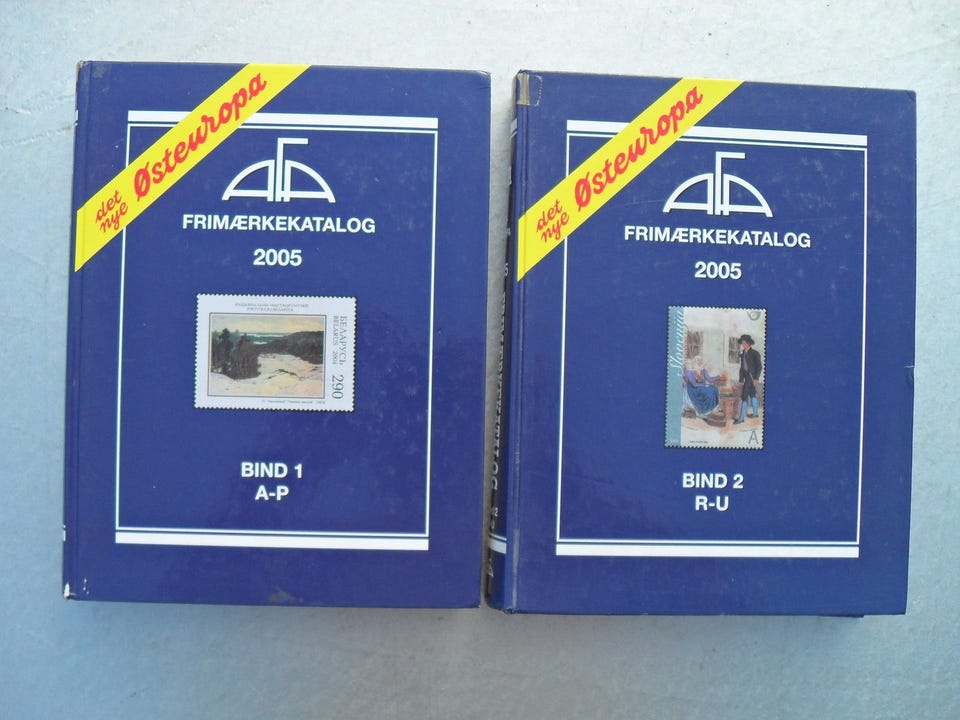 det
nye Østeuropa
AFA
FRIMÆRKEKATALOG
2005
БЕЛАРУСЬ
BELARUS 2004
290
BIND 1
A-P
det
nye Østeuropa
AFA
FRIMÆRKEKATALOG
2005
Slovenija
A
BIND 2
R-U